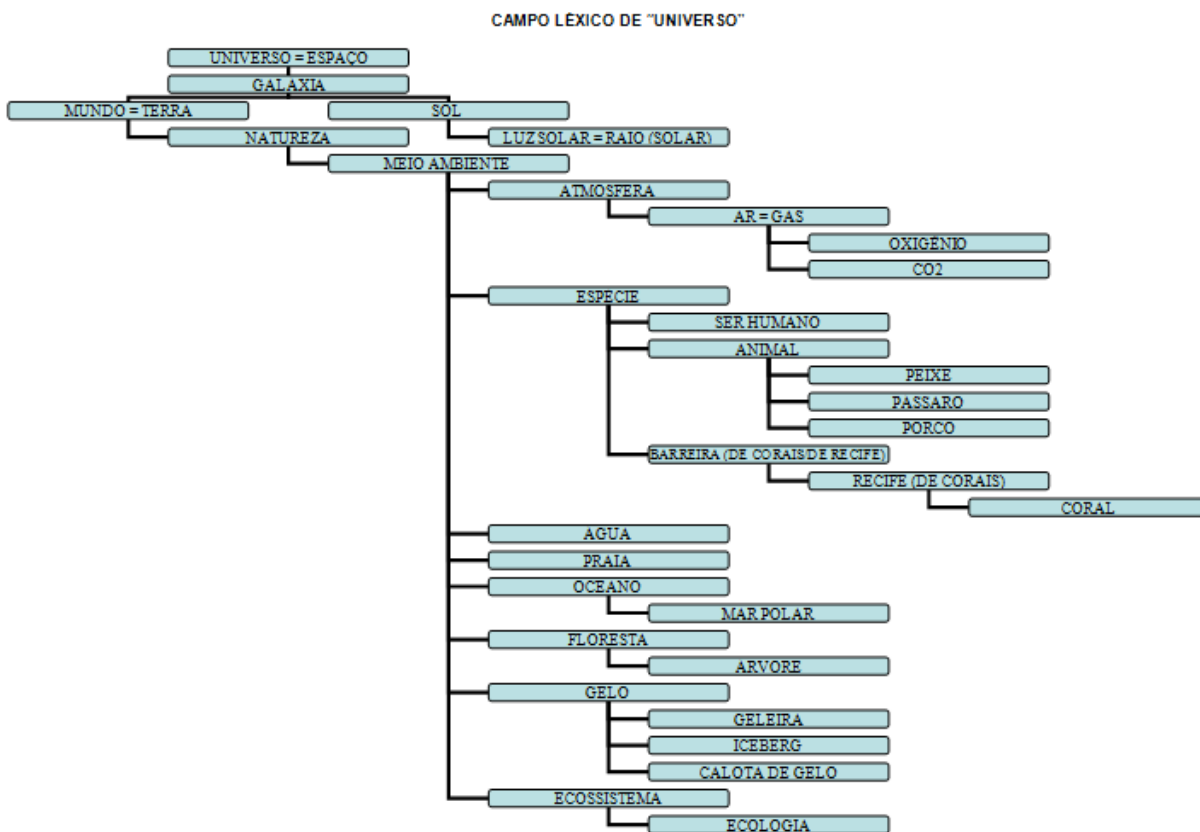 CAMPO LÉXICO DE "UNIVERSO"
UNIVERSO = ESPAÇO
GALAXIA
MUNDO = TERRA
SOL
NATUREZA
LUZ SOLAR = RAIO (SOLAR)
MEIO AMBIENTE
ATMOSFERA
AR = GAS
OXIGÊNIO
CO2
ESPECIE
SER HUMANO
ANIMAL
PEIXE
PASSARO
PORCO
BARREIRA (DE CORAIS/DE RECIFE)
RECIFE (DE CORAIS)
CORAL
AGUA
PRAIA
OCEANO
MAR POLAR
FLORESTA
ARVORE
GELO
GELEIRA
ICEBERG
CALOTA DE GELO
ECOSSISTEMA
ECOLOGIA